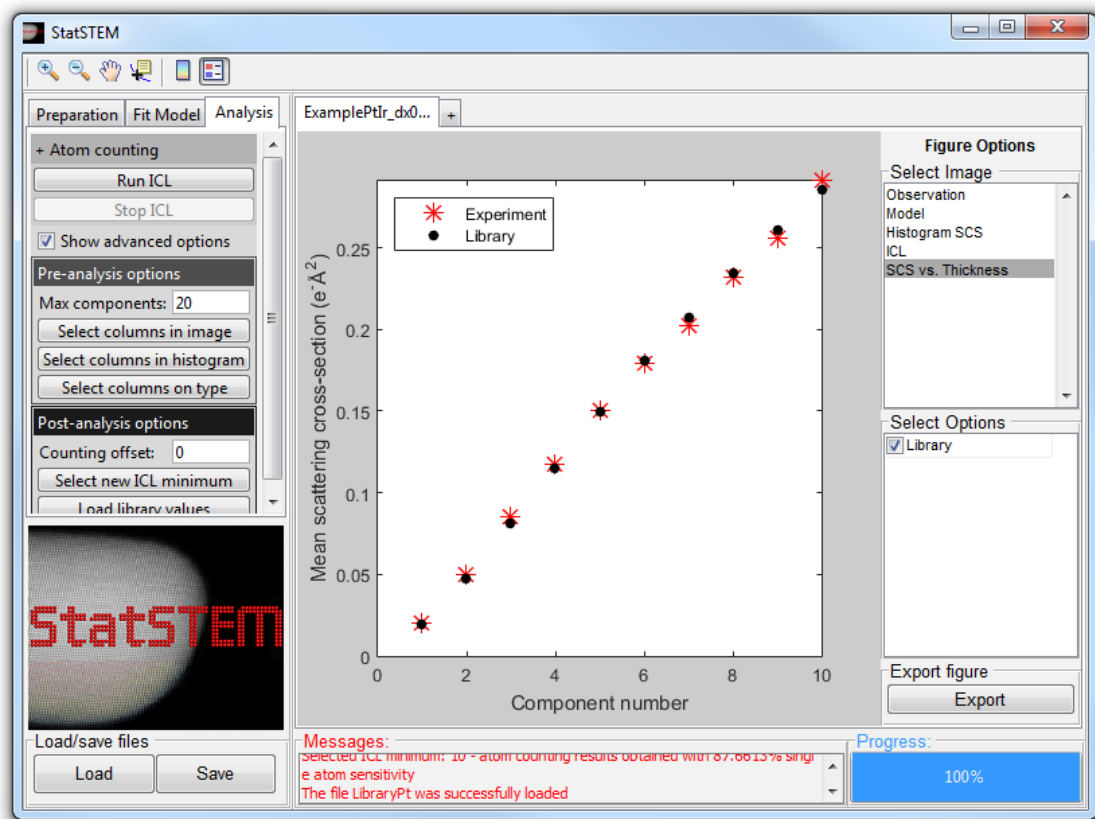 StatSTEM
Preparation
Fit Model
Analysis
+ Atom counting
Run ICL
Stop ICL
Show advanced options
Pre-analysis options
Max components: 20
Select columns in image
Select columns in histogram
Select columns on type
Post-analysis options
Counting offset: 0
Select new ICL minimum
Load library values
StatSTEM
Load/save files
Load
Save
ExamplePtIr_dx0...
+
Experiment
Library
Mean scattering cross-section (e⁻Å²)
0.25
0.2
0.15
0.1
0.05
0
0 2 4 6 8 10
Component number
Figure Options
Select Image
Observation
Model
Histogram SCS
ICL
SCS vs. Thickness
Select Options
Library
Export figure
Export
Messages:
Selected ICL minimum: 10 - atom counting results obtained with 87.6613% singl
e atom sensitivity
The file LibraryPt was successfully loaded
Progress:
100%